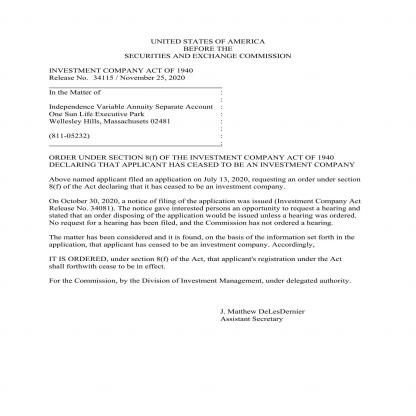 UNITED STATES OF AMERICA
BEFORE THE
SECURITIES AND EXCHANGE COMMISSION
INVESTMENT COMPANY ACT OF 1940
Release No. 34115 / November 25, 2020
In the Matter of :
:
Independence Variable Annuity Separate Account :
One Sun Life Executive Park :
Wellesley Hills, Massachusets 02481 :
:
(811-05232) :
:
ORDER UNDER SECTION 8(f) OF THE INVESTMENT COMPANY ACT OF 1940
DECLARING THAT APPLICANT HAS CEASED TO BE AN INVESTMENT COMPANY
Above named applicant filed an application on July 13, 2020, requesting an order under section
8(f) of the Act declaring that it has ceased to be an investment company.
On October 30, 2020, a notice of filing of the application was issued (Investment Company Act
Release No. 34081). The notice gave interested persons an opportunity to request a hearing and
stated that an order disposing of the application would be issued unless a hearing was ordered.
No request for a hearing has been filed, and the Commission has not ordered a hearing.
The matter has been considered and it is found, on the basis of the information set forth in the
application, that applicant has ceased to be an investment company. Accordingly,
IT IS ORDERED, under section 8(f) of the Act, that applicant's registration under the Act
shall forthwith cease to be in effect.
For the Commission, by the Division of Investment Management, under delegated authority.
J. Matthew DeLesDernier
Assistant Secretary